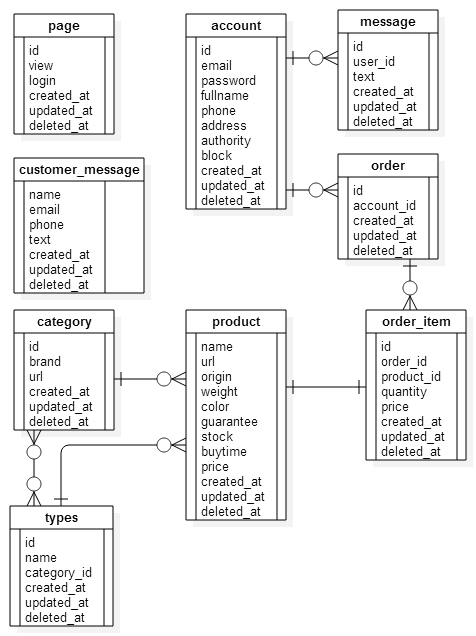 page
id
view
login
created_at
updated_at
deleted_at
account
id
email
password
fullname
phone
address
authority
block
created_at
updated_at
deleted_at
message
id
user_id
text
created_at
updated_at
deleted_at
customer_message
name
email
phone
text
created_at
updated_at
deleted_at
order
id
account_id
created_at
updated_at
deleted_at
category
id
brand
url
created_at
updated_at
deleted_at
product
name
url
origin
weight
color
guarantee
stock
buytime
price
created_at
updated_at
deleted_at
order_item
id
order_id
product_id
quantity
price
created_at
updated_at
deleted_at
types
id
name
category_id
created_at
updated_at
deleted_at